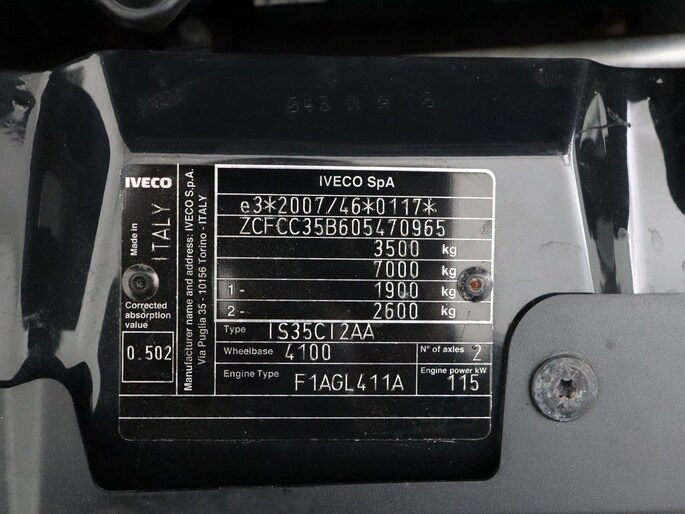 IVECO
Made in
ITALY
Corrected
absorption
value
0.502
Manufacturer name and address: IVECO S.p.A.
Via Puglia 35 - 10156 Torino - ITALY
IVECO SpA
e3*2007/46*0117*
ZCFCC35B605470965
3500 kg
7000 kg
1 - 1900 kg
2 - 2600 kg
Type IS35CI2AA
Wheelbase 4100 N° of axles 2
Engine Type F1AGL411A Engine power kW 115